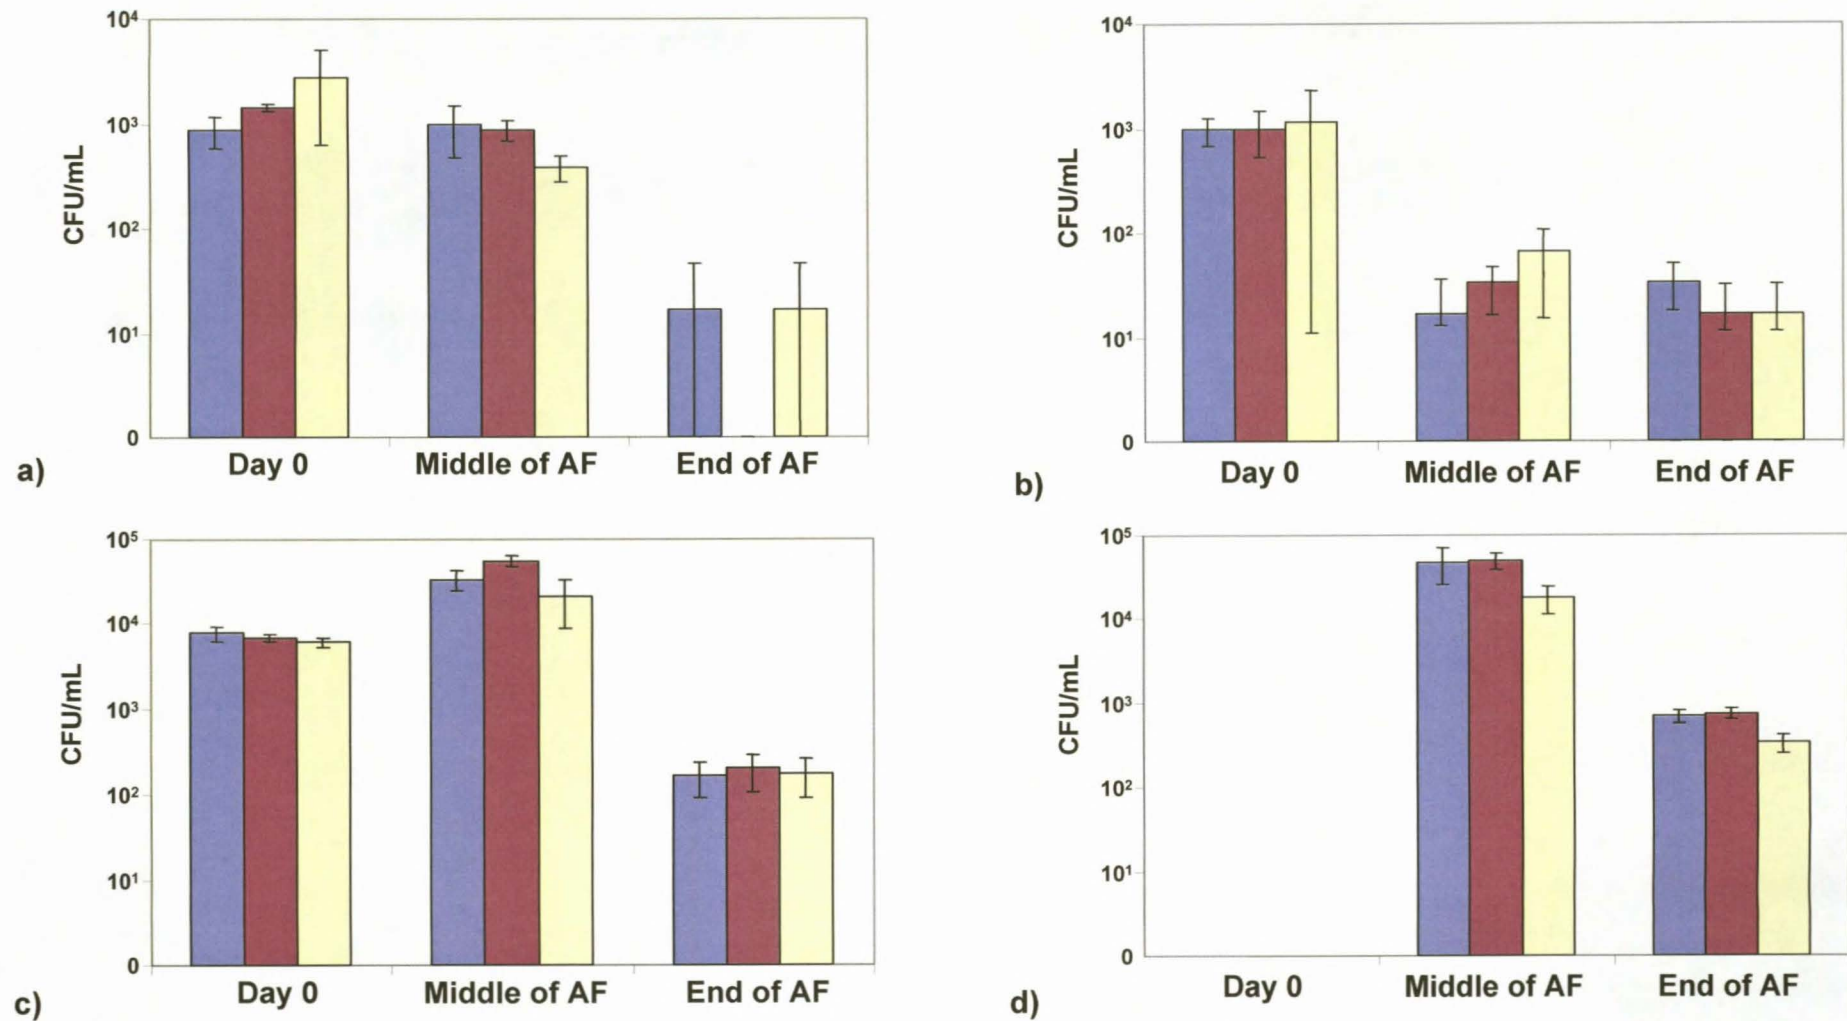 10⁴
10³
10²
10¹
0
CFU/mL
Day 0 Middle of AF End of AF
a)
10⁴
10³
10²
10¹
0
CFU/mL
Day 0 Middle of AF End of AF
b)
10⁵
10⁴
10³
10²
10¹
0
CFU/mL
Day 0 Middle of AF End of AF
c)
10⁵
10⁴
10³
10²
10¹
0
CFU/mL
Day 0 Middle of AF End of AF
d)